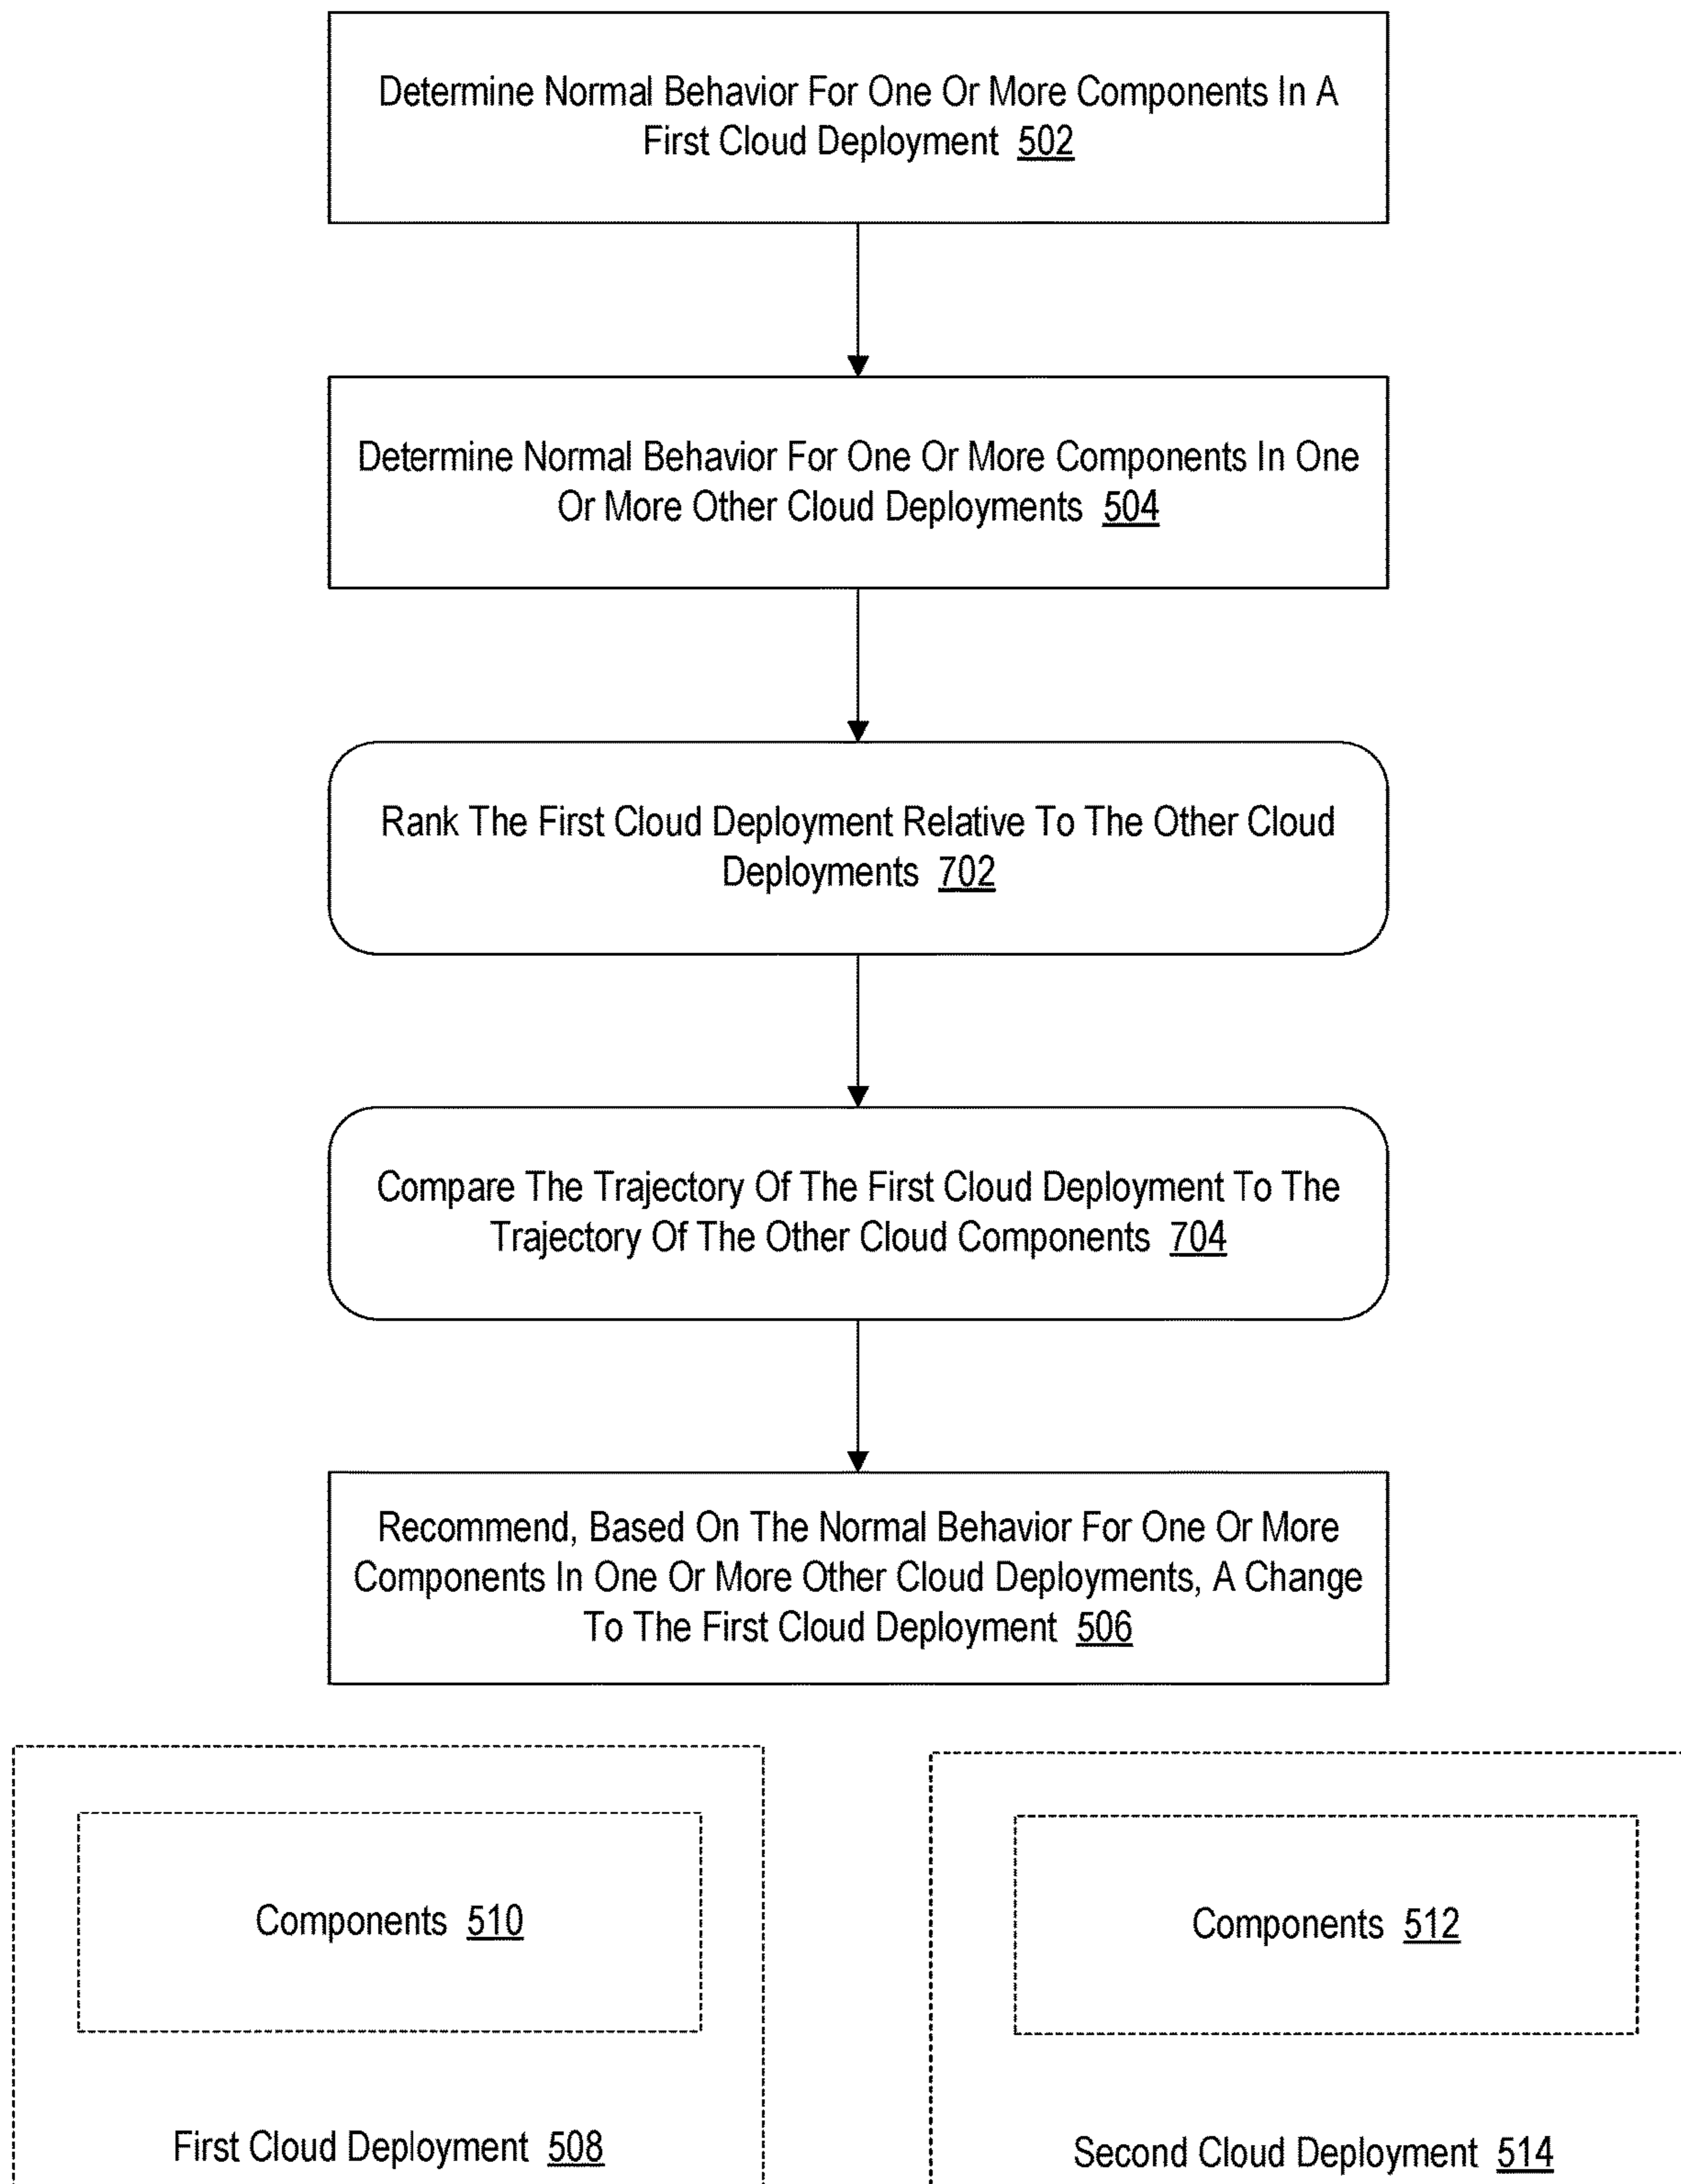 Determine Normal Behavior For One Or More Components In A
First Cloud Deployment 502
Determine Normal Behavior For One Or More Components In One
Or More Other Cloud Deployments 504
Rank The First Cloud Deployment Relative To The Other Cloud
Deployments 702
Compare The Trajectory Of The First Cloud Deployment To The
Trajectory Of The Other Cloud Components 704
Recommend, Based On The Normal Behavior For One Or More
Components In One Or More Other Cloud Deployments, A Change
To The First Cloud Deployment 506
Components 510
First Cloud Deployment 508
Components 512
Second Cloud Deployment 514